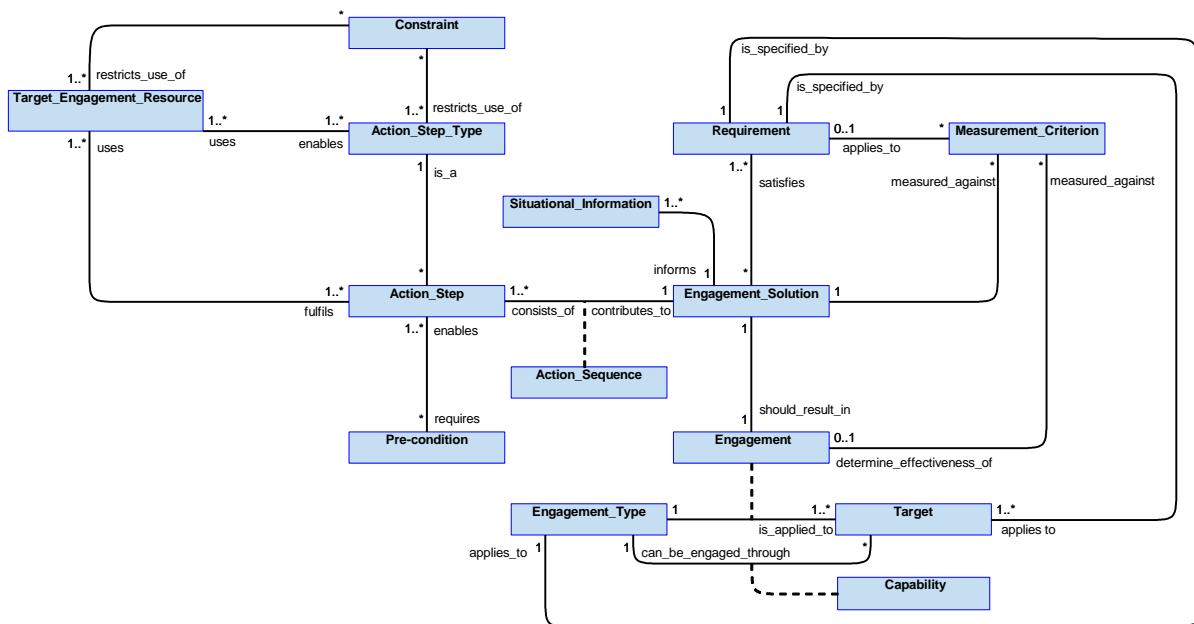 * Constraint
is_specified_by
1..* restricts_use_of * is_specified_by
Target_Engagement_Resource 1..* 1..* 1..* restricts_use_of 1 1
uses enables Action_Step_Type Requirement 0..1 * Measurement_Criterion
1..* uses 1 is_a 1..* applies_to * *
satisfies measured_against measured_against
Situational_Information 1..*
informs 1
1..* * 1..* 1 *
fulfils Action_Step consists_of contributes_to Engagement_Solution 1
1..* enables 1
Action_Sequence
* requires should_result_in
1
Pre-condition Engagement 0..1
determine_effectiveness_of
Engagement_Type 1 1..* Target 1..*
is_applied_to applies to
applies_to 1 1 can_be_engaged_through *
Capability